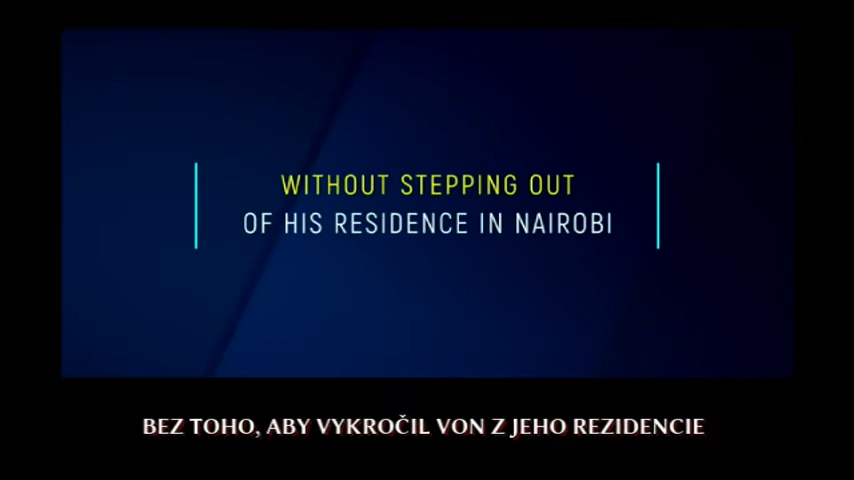 WITHOUT STEPPING OUT
OF HIS RESIDENCE IN NAIROBI
BEZ TOHO, ABY VYKROČIL VON Z JEHO REZIDENCIE